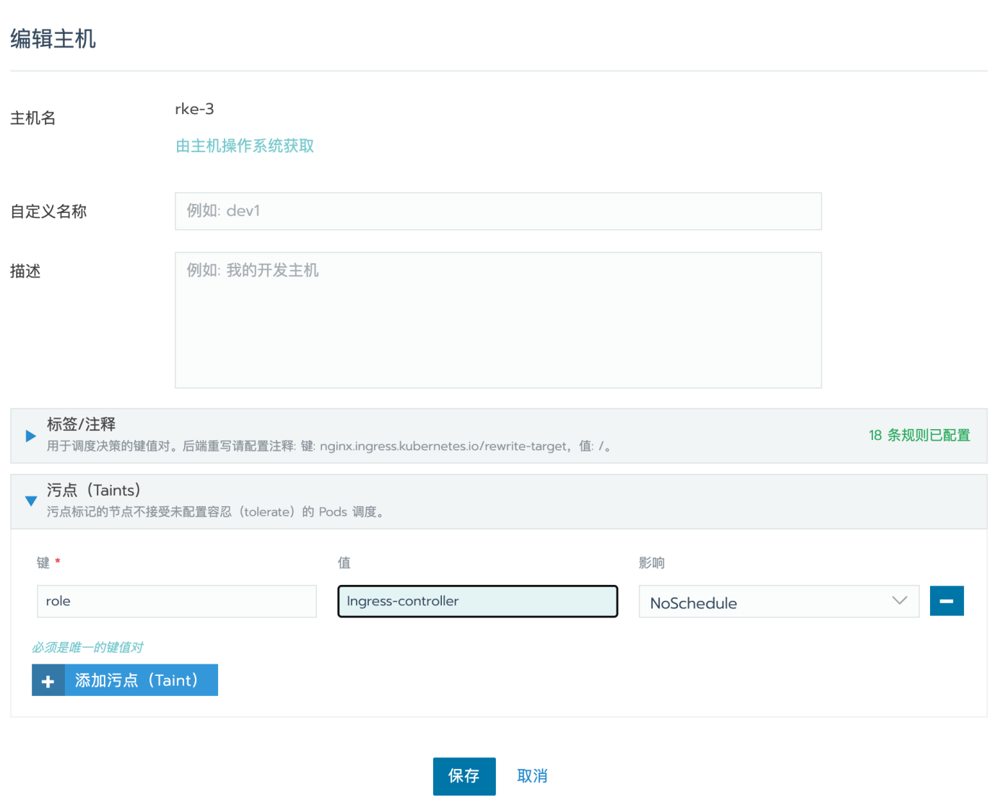 编辑主机
主机名
rke-3
由主机操作系统获取
自定义名称
例如: dev1
描述
例如: 我的开发主机
标签/注释
用于调度决策的键值对。后端重写请配置注释: 键: nginx.ingress.kubernetes.io/rewrite-target，值: /。
18 条规则已配置
污点（Taints）
污点标记的节点不接受未配置容忍（tolerate）的 Pods 调度。
键 *
值
影响
role
Ingress-controller
NoSchedule
必须是唯一的键值对
添加污点（Taint）
保存
取消